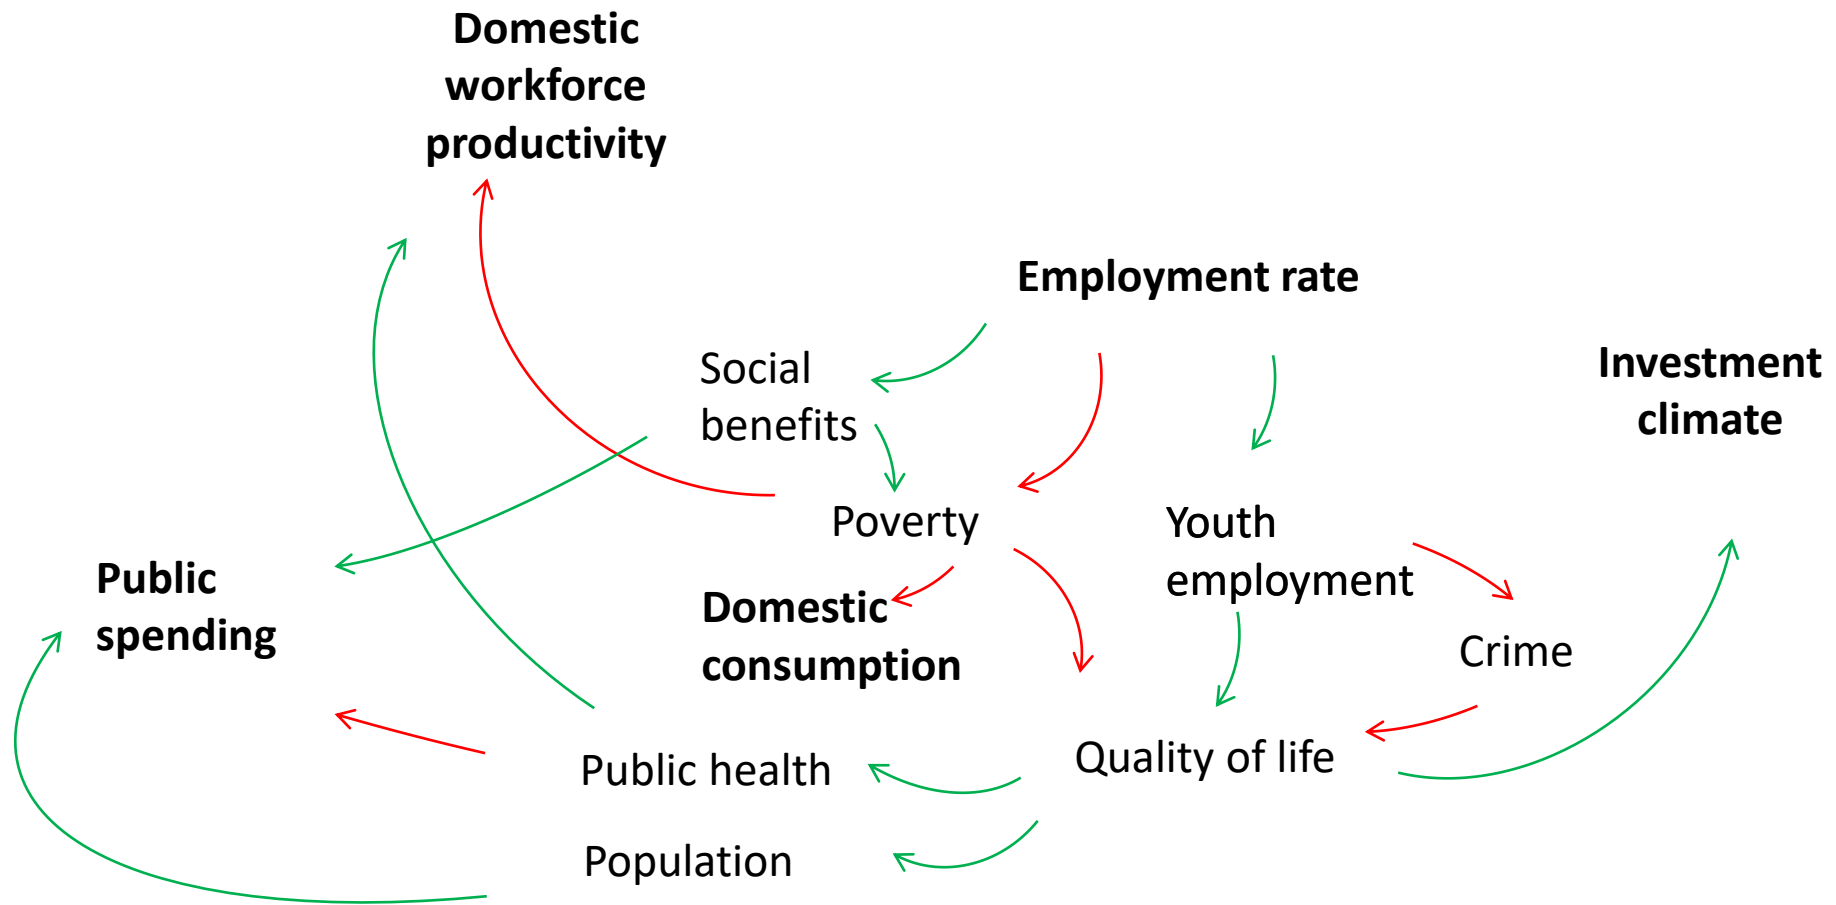 Domestic
workforce
productivity
Employment rate
Social
benefits
Investment
climate
Poverty
Youth
employment
Public
spending
Domestic
consumption
Crime
Quality of life
Public health
Population